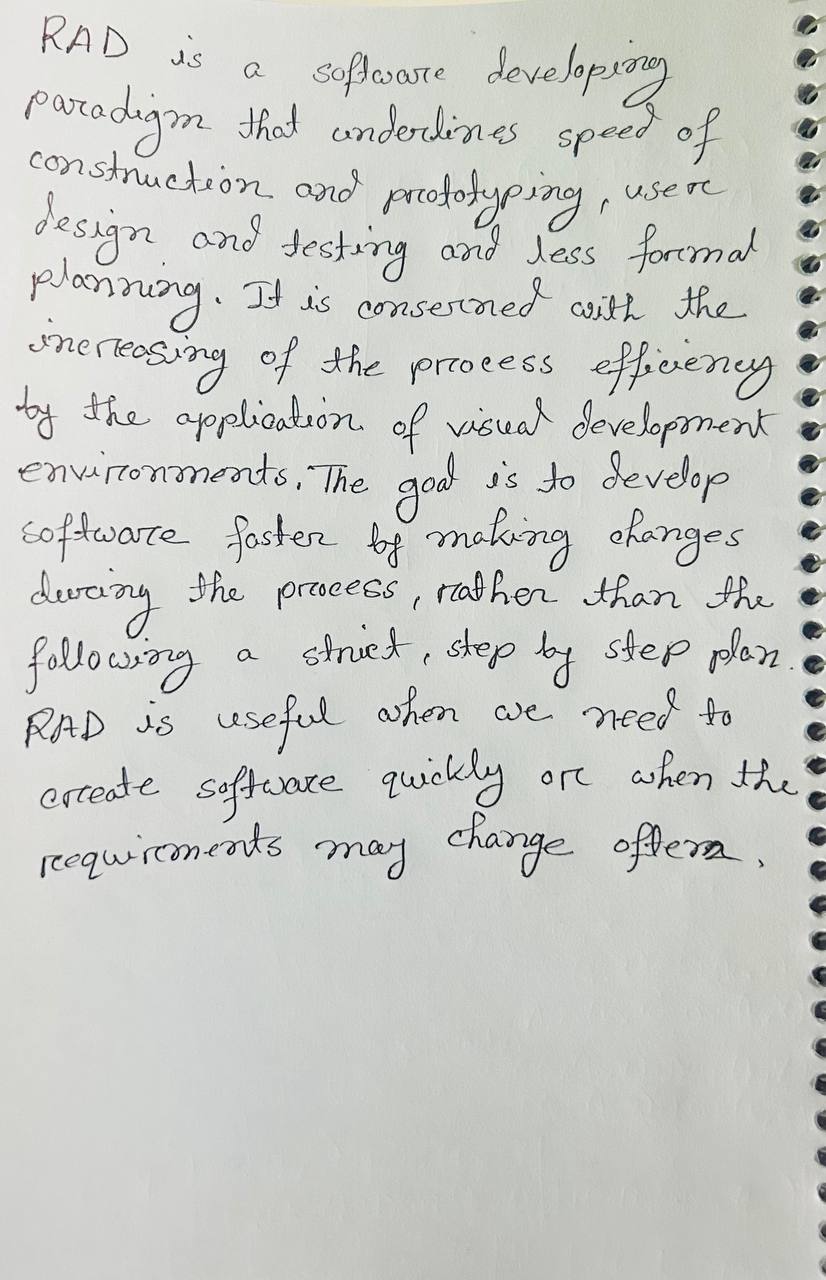 RAD is a software developing
paradigm that underlines speed of
construction and prototyping, user
design and testing and less formal
planning. It is conserned with the
increasing of the process efficiency
by the application of visual development
environments. The goal is to develop
software faster by making changes
during the process, rather than the
following a strict, step by step plan.
RAD is useful when we need to
create software quickly or when the
requirements may change often.